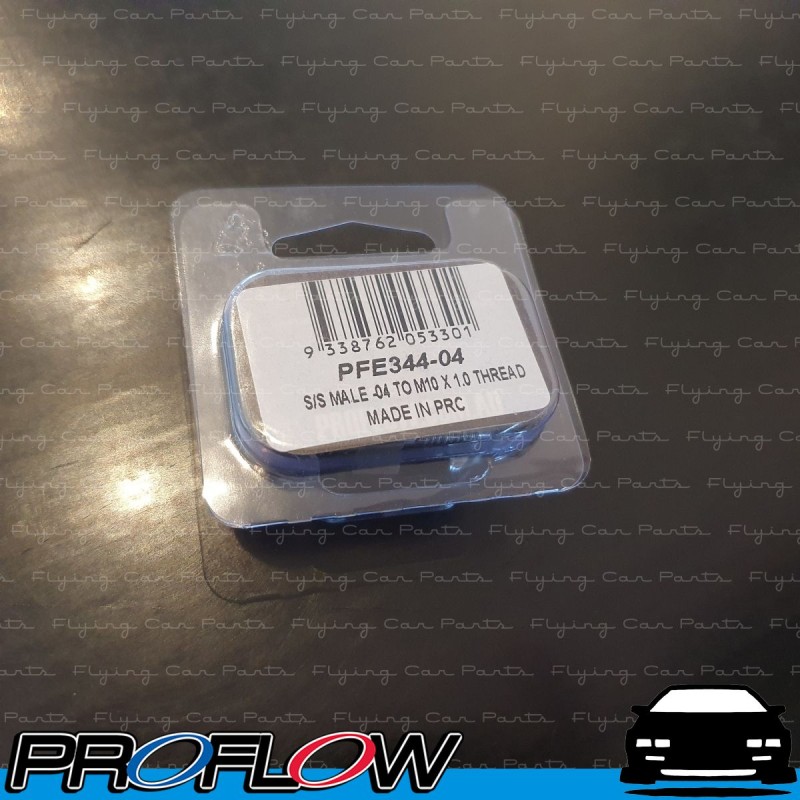 Flying Car Parts
9 338762 053301
PFE344-04
S/S MALE -04 TO M10 X 1.0 THREAD
MADE IN PRC
PROFLOW